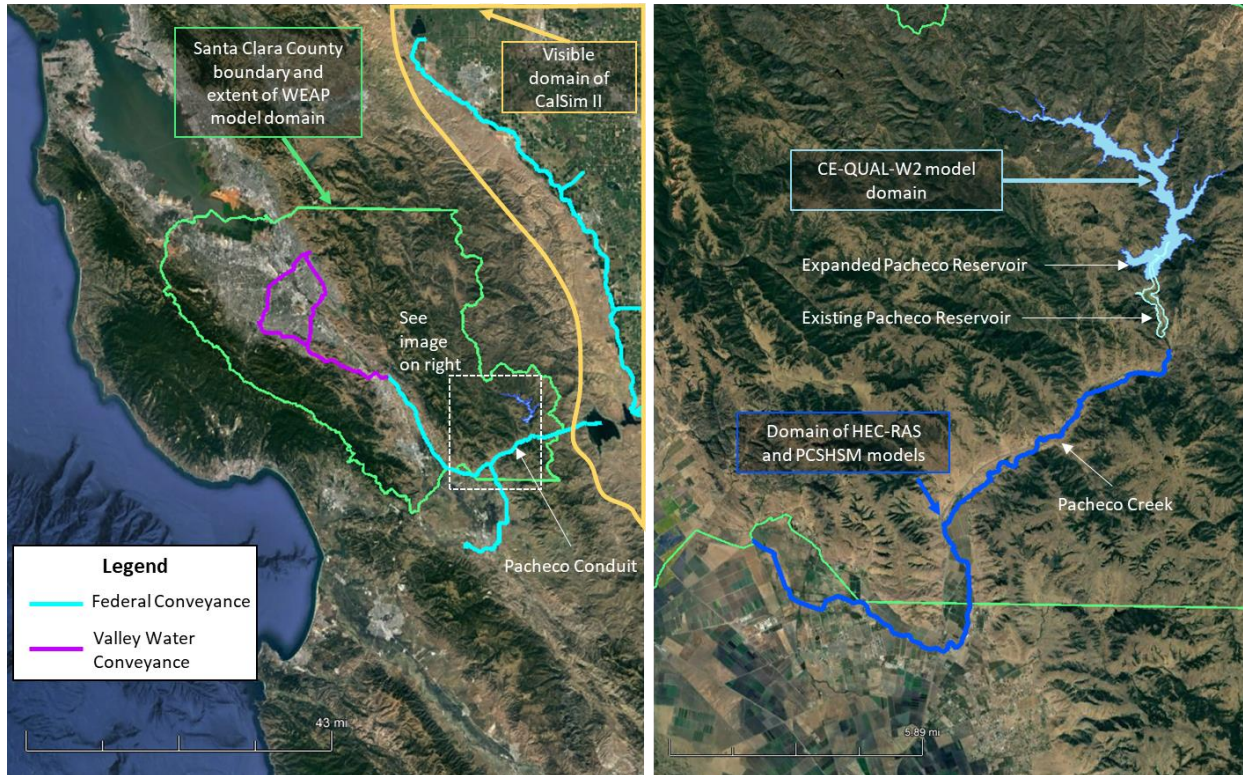 Santa Clara County
boundary and
extent of WEAP
model domain
Visible
domain of
CalSim II
See
image
on right
Pacheco Conduit
Legend
Federal Conveyance
Valley Water
Conveyance
43 mi
CE-QUAL-W2 model
domain
Expanded Pacheco Reservoir
Existing Pacheco Reservoir
Domain of HEC-RAS
and PCSHSM models
Pacheco Creek
5.89 mi